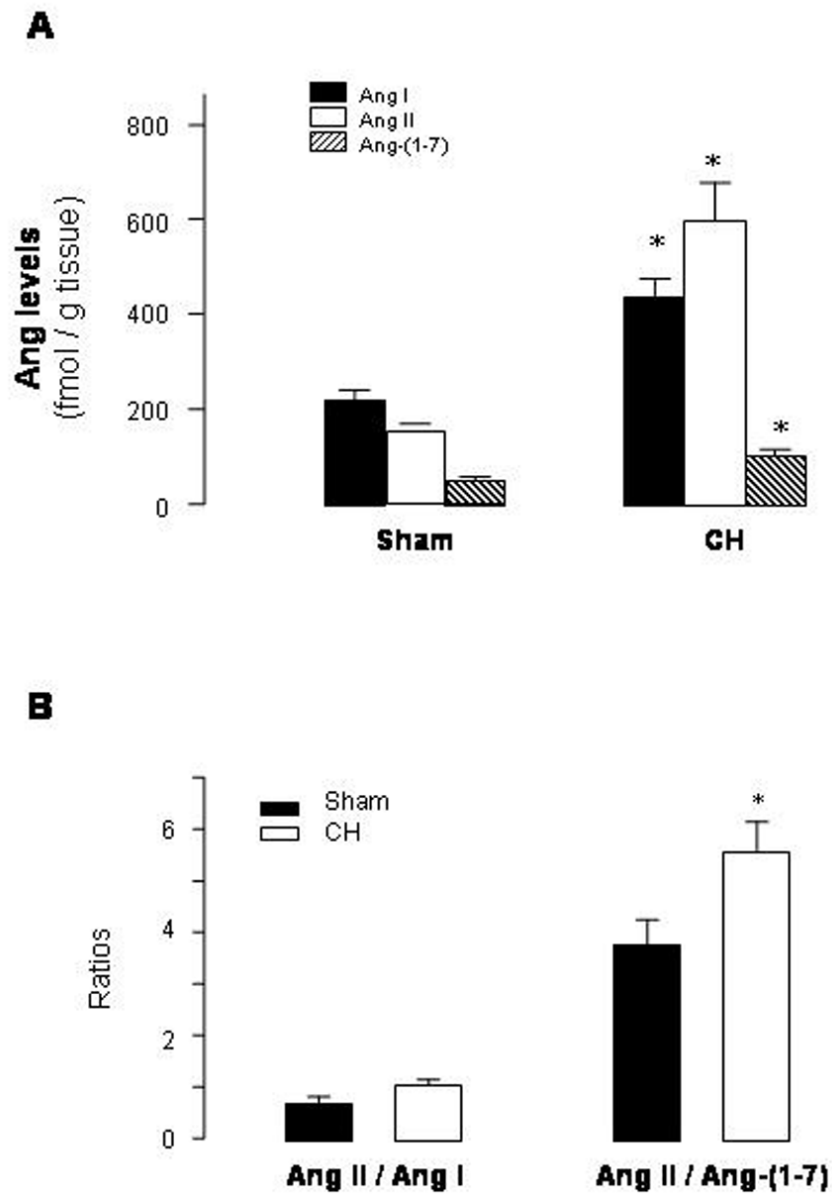 A
Ang I
Ang II
Ang-(1-7)
800
600
400
200
0
Ang levels
(fmol / g tissue)
*
*
*
Sham
CH
B
Sham
CH
6
4
2
0
Ratios
*
Ang II / Ang I
Ang II / Ang-(1-7)